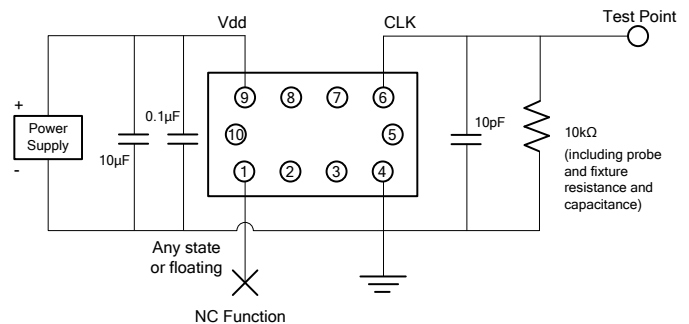 Vdd
CLK
Test Point
+
Power
Supply
-
10µF
0.1µF
9
8
7
6
10
5
1
2
3
4
10pF
10kΩ
(including probe
and fixture
resistance and
capacitance)
Any state
or floating
NC Function